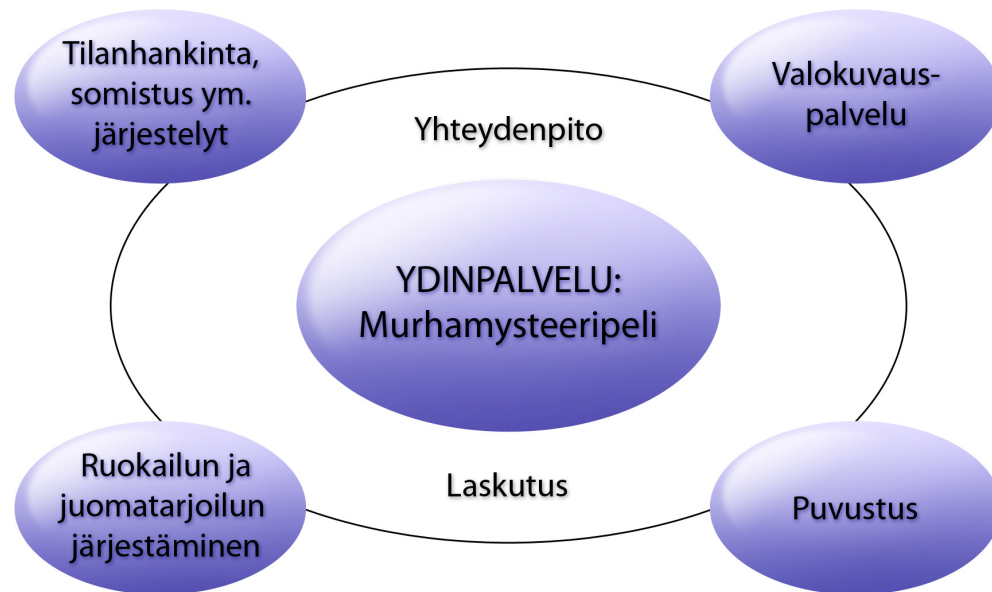 Tilanhankinta,
somistus ym.
järjestelyt
Valokuvaus-
palvelu
Yhteydenpito
YDINPALVELU:
Murhamysteeripeli
Laskutus
Ruokailun ja
juomatarjoilun
järjestäminen
Puvustus